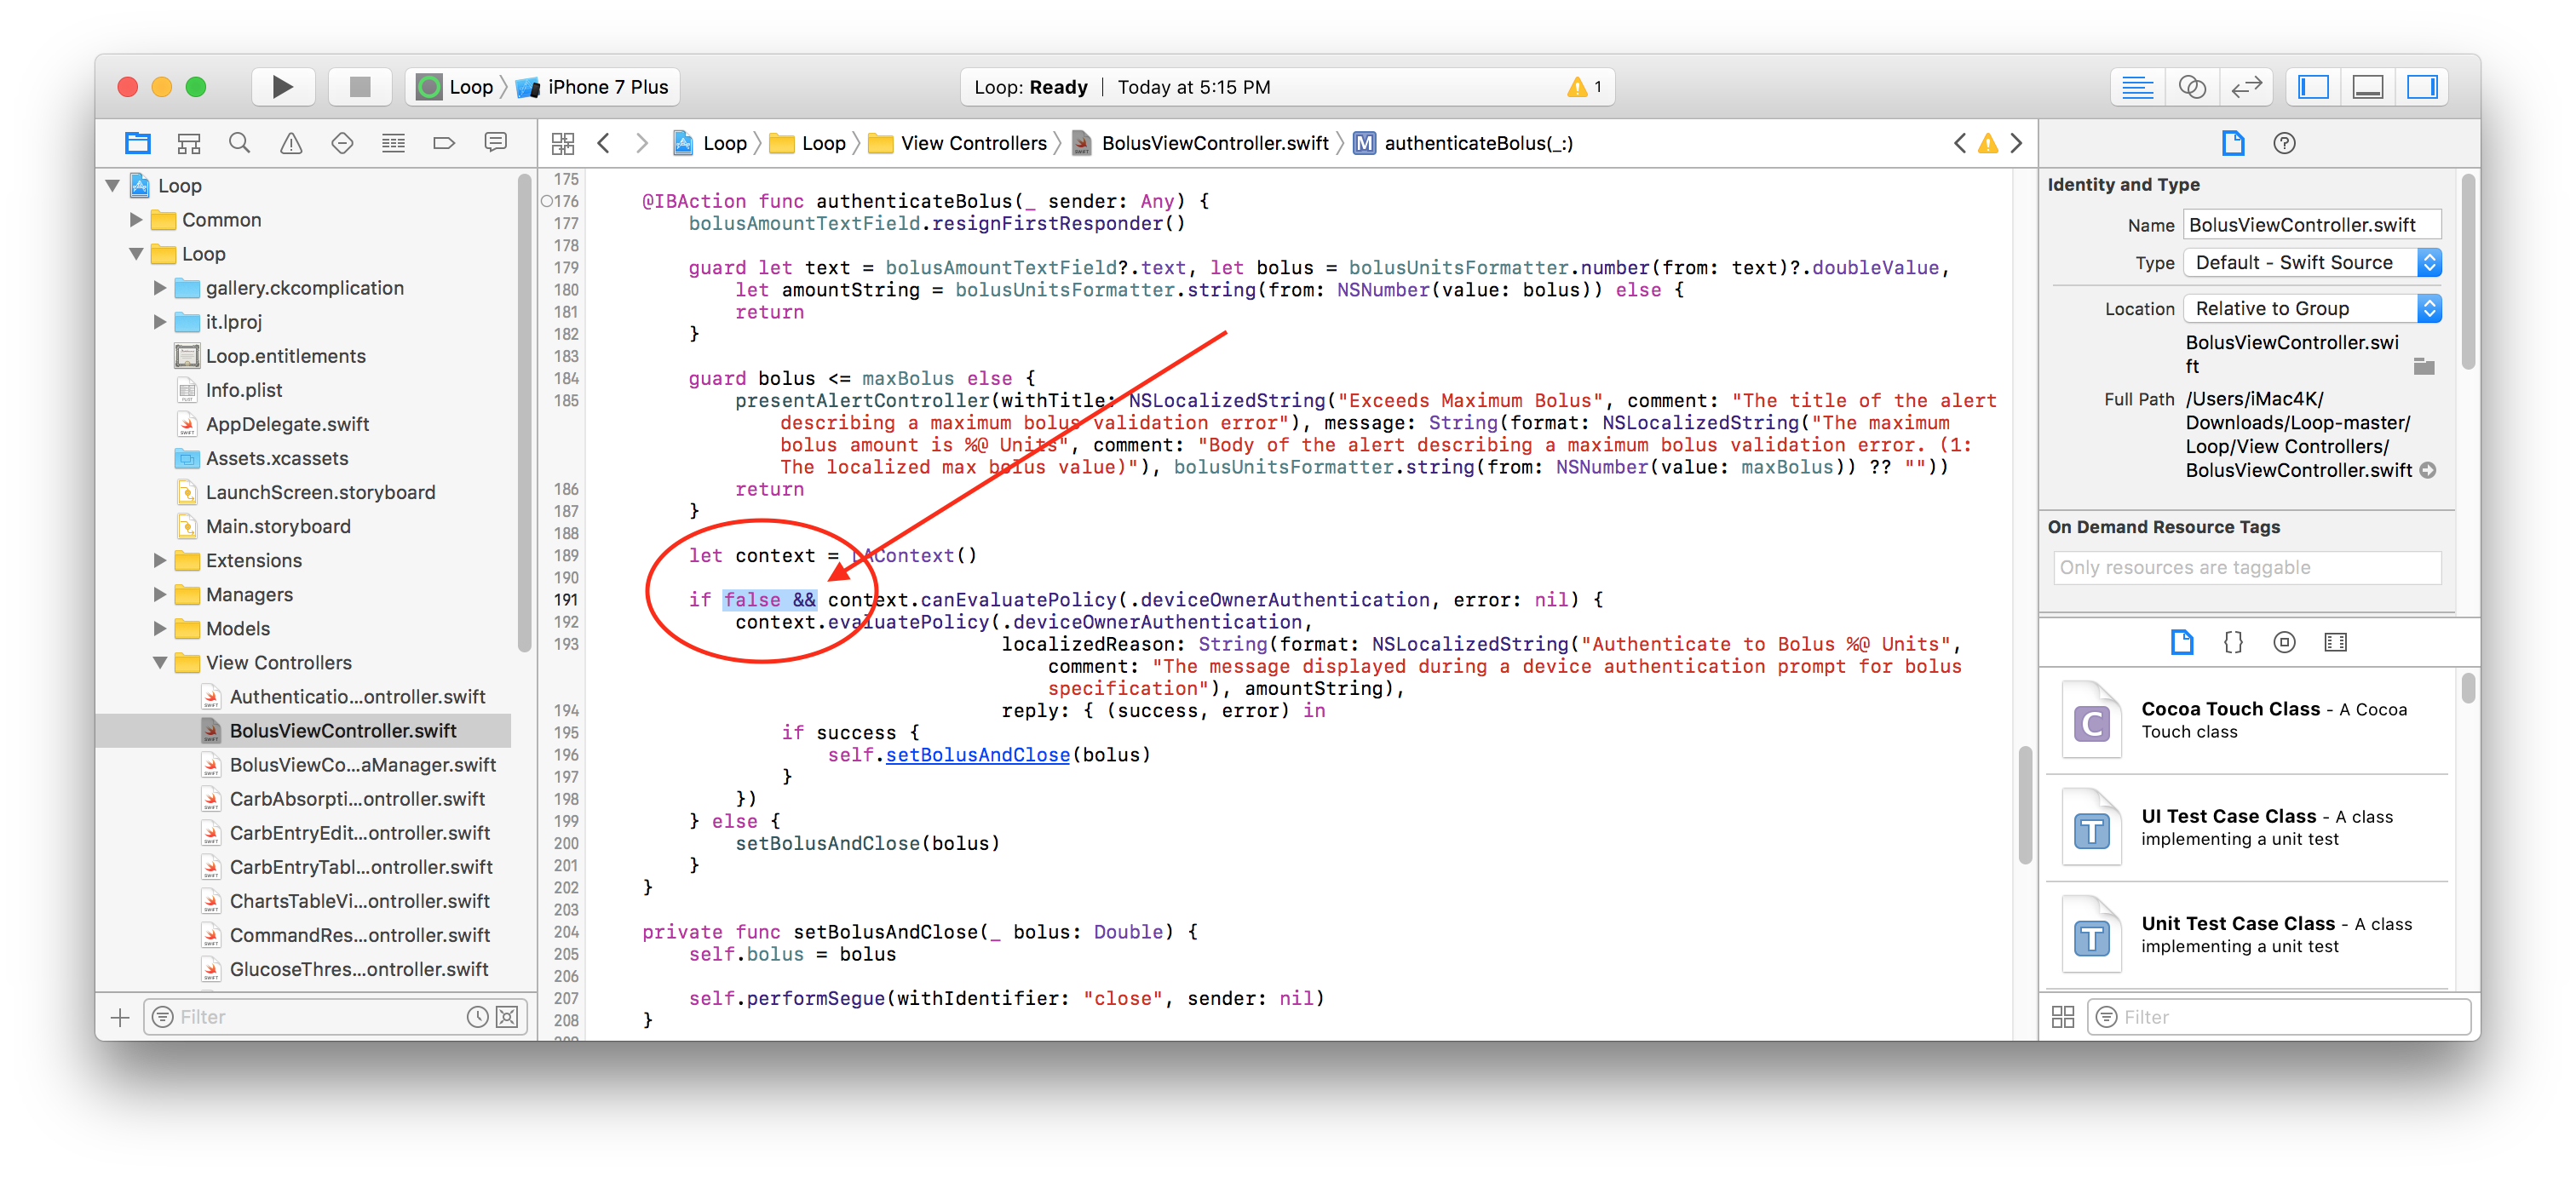 Loop
iPhone 7 Plus
Loop: Ready | Today at 5:15 PM
1
Loop
Common
Loop
gallery.ckcomplication
it.lproj
Loop.entitlements
Info.plist
AppDelegate.swift
Assets.xcassets
LaunchScreen.storyboard
Main.storyboard
Extensions
Managers
Models
View Controllers
Authenticatio...ontroller.swift
BolusViewController.swift
BolusViewCo...aManager.swift
CarbAbsorpti...ontroller.swift
CarbEntryEdit...ontroller.swift
CarbEntryTabl...ontroller.swift
ChartsTableVi...ontroller.swift
CommandRes...ontroller.swift
GlucoseThres...ontroller.swift
Filter
Loop
Loop
View Controllers
BolusViewController.swift
M authenticateBolus(_:)
175
176 @IBAction func authenticateBolus(_ sender: Any) {
177 bolusAmountTextField.resignFirstResponder()
178
179 guard let text = bolusAmountTextField?.text, let bolus = bolusUnitsFormatter.number(from: text)?.doubleValue,
180 let amountString = bolusUnitsFormatter.string(from: NSNumber(value: bolus)) else {
181 return
182 }
183
184 guard bolus <= maxBolus else {
185 presentAlertController(withTitle: NSLocalizedString("Exceeds Maximum Bolus", comment: "The title of the alert
describing a maximum bolus validation error"), message: String(format: NSLocalizedString("The maximum
bolus amount is %@ Units", comment: "Body of the alert describing a maximum bolus validation error. (1:
The localized max bolus value)"), bolusUnitsFormatter.string(from: NSNumber(value: maxBolus)) ?? ""))
186 return
187 }
188
189 let context = LAContext()
190
191 if false && context.canEvaluatePolicy(.deviceOwnerAuthentication, error: nil) {
192 context.evaluatePolicy(.deviceOwnerAuthentication,
193 localizedReason: String(format: NSLocalizedString("Authenticate to Bolus %@ Units",
comment: "The message displayed during a device authentication prompt for bolus
specification"), amountString),
194 reply: { (success, error) in
195 if success {
196 self.setBolusAndClose(bolus)
197 }
198 })
199 } else {
200 setBolusAndClose(bolus)
201 }
202 }
203
204 private func setBolusAndClose(_ bolus: Double) {
205 self.bolus = bolus
206
207 self.performSegue(withIdentifier: "close", sender: nil)
208 }
Identity and Type
Name BolusViewController.swift
Type Default - Swift Source
Location Relative to Group
BolusViewController.swi
ft
Full Path /Users/iMac4K/
Downloads/Loop-master/
Loop/View Controllers/
BolusViewController.swift
On Demand Resource Tags
Only resources are taggable
{}
C
Cocoa Touch Class - A Cocoa
Touch class
T
UI Test Case Class - A class
implementing a unit test
T
Unit Test Case Class - A class
implementing a unit test
Filter